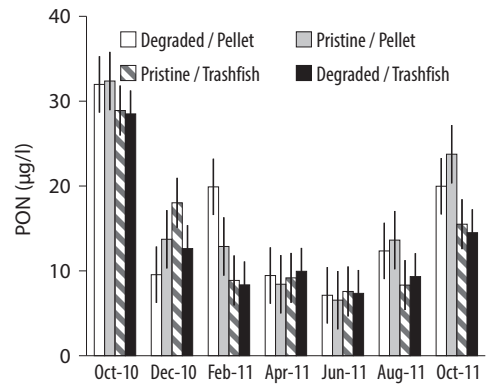 40
30
20
10
0
PON (µg/l)
Degraded / Pellet
Pristine / Pellet
Pristine / Trashfish
Degraded / Trashfish
Oct-10 Dec-10 Feb-11 Apr-11 Jun-11 Aug-11 Oct-11